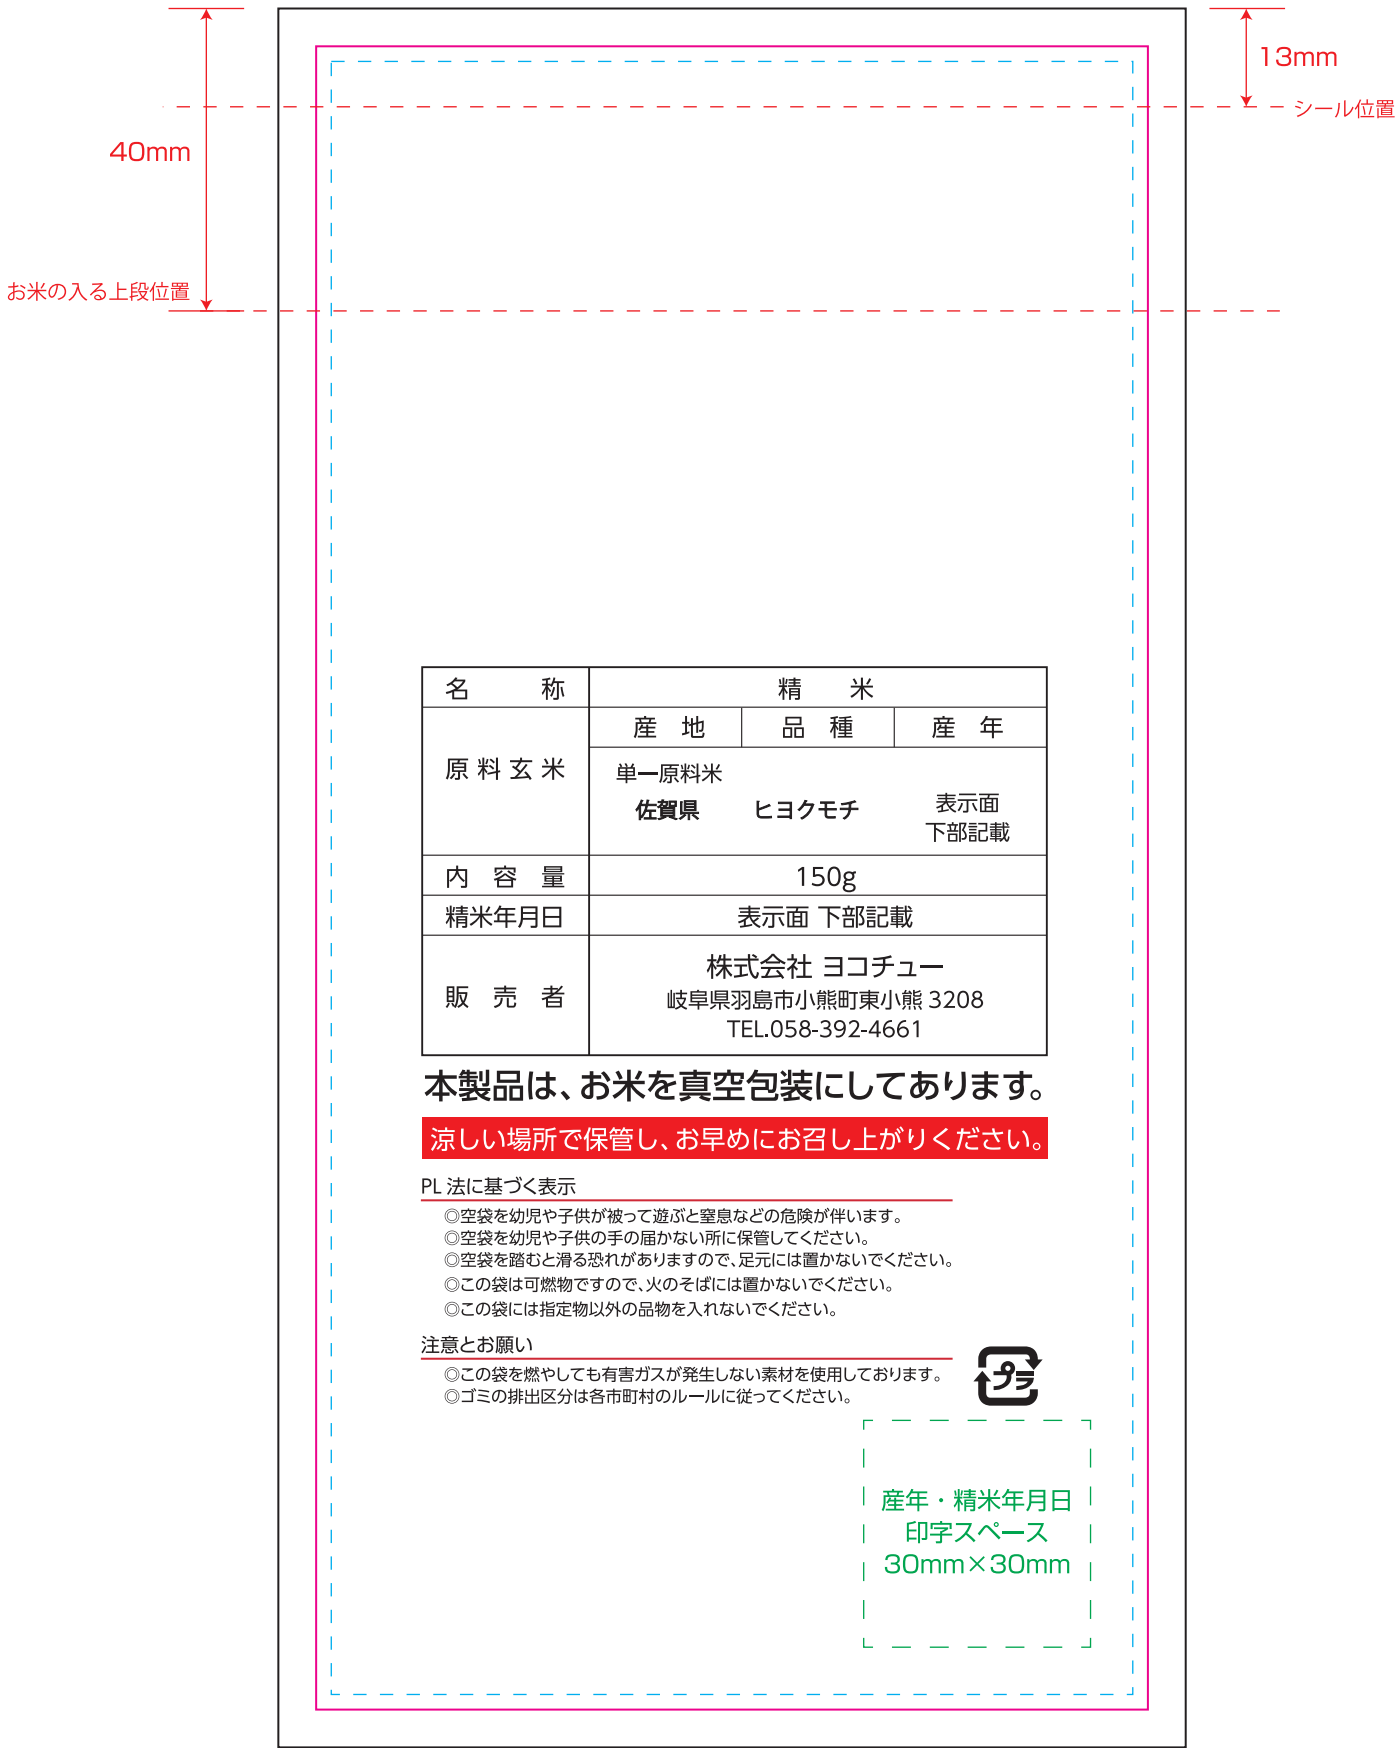 13mm
シール位置
40mm
お米の入る上段位置
名 称 精 米
原料玄米 産 地 品 種 産 年
単一原料米
佐賀県 ヒヨクモチ 表示面
下部記載
内 容 量 150g
精米年月日 表示面 下部記載
販 売 者 株式会社 ヨコチュー
岐阜県羽島市小熊町東小熊 3208
TEL.058-392-4661
本製品は、お米を真空包装にしてあります。
涼しい場所で保管し、お早めにお召し上がりください。
PL 法に基づく表示
◎空袋を幼児や子供が被って遊ぶと窒息などの危険が伴います。
◎空袋を幼児や子供の手の届かない所に保管してください。
◎空袋を踏むと滑る恐れがありますので、足元には置かないでください。
◎この袋は可燃物ですので、火のそばには置かないでください。
◎この袋には指定物以外の品物を入れないでください。
注意とお願い
◎この袋を燃やしても有害ガスが発生しない素材を使用しております。
◎ゴミの排出区分は各市町村のルールに従ってください。
プラ
産年・精米年月日
印字スペース
30mm×30mm